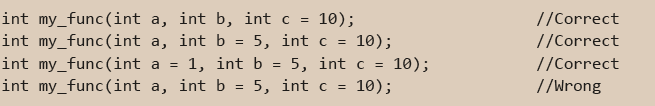 int my_func(int a, int b, int c = 10); //Correct
int my_func(int a, int b = 5, int c = 10); //Correct
int my_func(int a = 1, int b = 5, int c = 10); //Correct
int my_func(int a, int b = 5, int c = 10); //Wrong